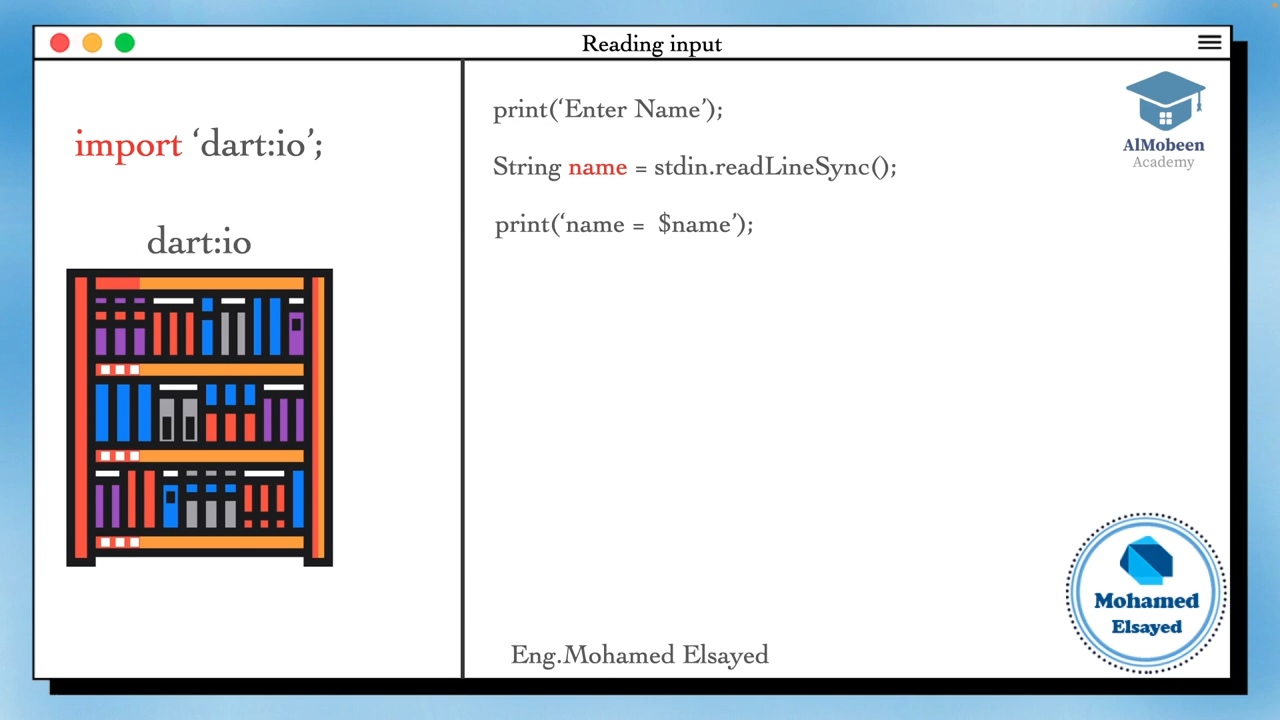 Reading input
import ‘dart:io’;
dart:io
print(‘Enter Name’);
String name = stdin.readLineSync();
print(‘name = $name’);
AlMobeen
Academy
Mohamed
Elsayed
Eng.Mohamed Elsayed